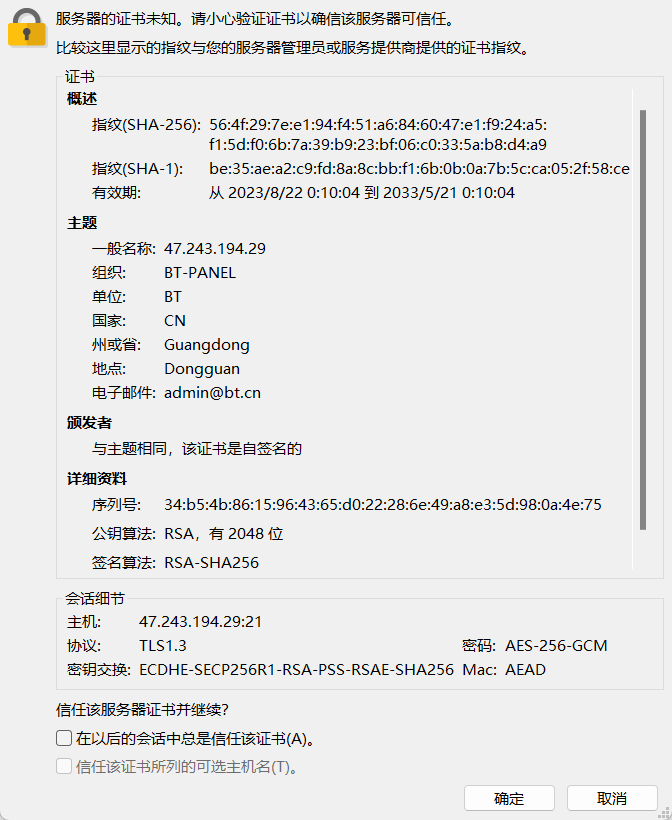 服务器的证书未知。请小心验证证书以确信该服务器可信任。
比较这里显示的指纹与您的服务器管理员或服务提供商提供的证书指纹。
证书
概述
指纹(SHA-256): 56:4f:29:7e:e1:94:f4:51:a6:84:60:47:e1:f9:24:a5:
f1:5d:f0:6b:7a:39:b9:23:bf:06:c0:33:5a:b8:d4:a9
指纹(SHA-1): be:35:ae:a2:c9:fd:8a:8c:bb:f1:6b:0b:0a:7b:5c:ca:05:2f:58:ce
有效期: 从 2023/8/22 0:10:04 到 2033/5/21 0:10:04
主题
一般名称: 47.243.194.29
组织: BT-PANEL
单位: BT
国家: CN
州或省: Guangdong
地点: Dongguan
电子邮件: admin@bt.cn
颁发者
与主题相同，该证书是自签名的
详细资料
序列号: 34:b5:4b:86:15:96:43:65:d0:22:28:6e:49:a8:e3:5d:98:0a:4e:75
公钥算法: RSA，有 2048 位
签名算法: RSA-SHA256
会话细节
主机: 47.243.194.29:21
协议: TLS1.3 密码: AES-256-GCM
密钥交换: ECDHE-SECP256R1-RSA-PSS-RSAE-SHA256 Mac: AEAD
信任该服务器证书并继续?
在以后的会话中总是信任该证书(A)。
信任该证书所列的可选主机名(T)。
确定 取消